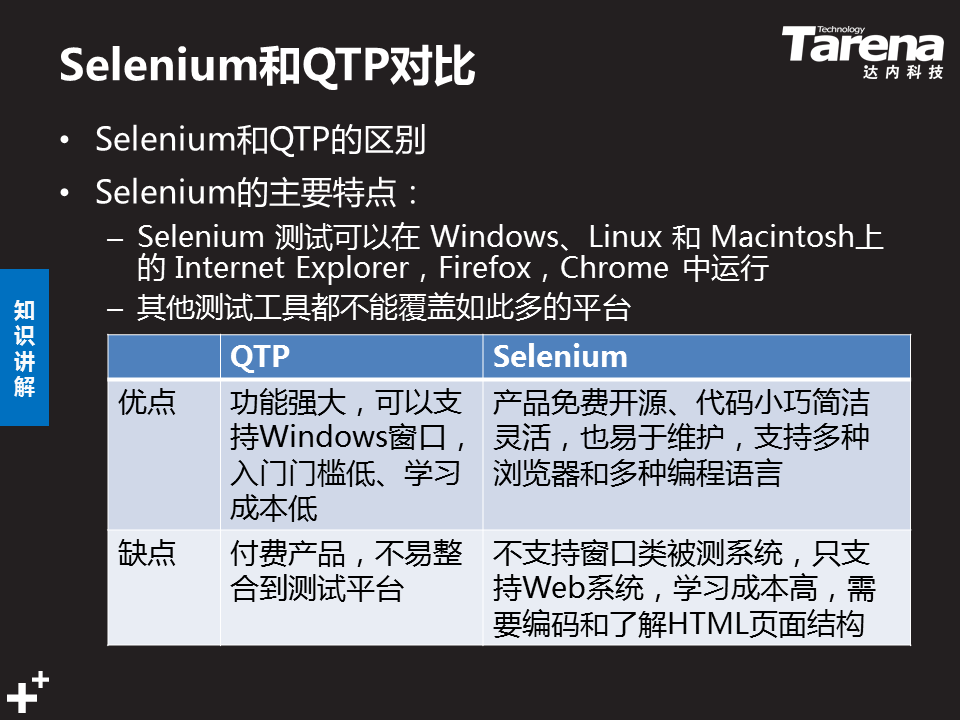 Selenium和QTP对比
Technology
Tarena
达内科技
• Selenium和QTP的区别
• Selenium的主要特点：
– Selenium 测试可以在 Windows、Linux 和 Macintosh上
的 Internet Explorer，Firefox，Chrome 中运行
– 其他测试工具都不能覆盖如此多的平台
知
识
讲
解
QTP
Selenium
优点
功能强大，可以支
持Windows窗口，
入门门槛低、学习
成本低
产品免费开源、代码小巧简洁
灵活，也易于维护，支持多种
浏览器和多种编程语言
缺点
付费产品，不易整
合到测试平台
不支持窗口类被测系统，只支
持Web系统，学习成本高，需
要编码和了解HTML页面结构